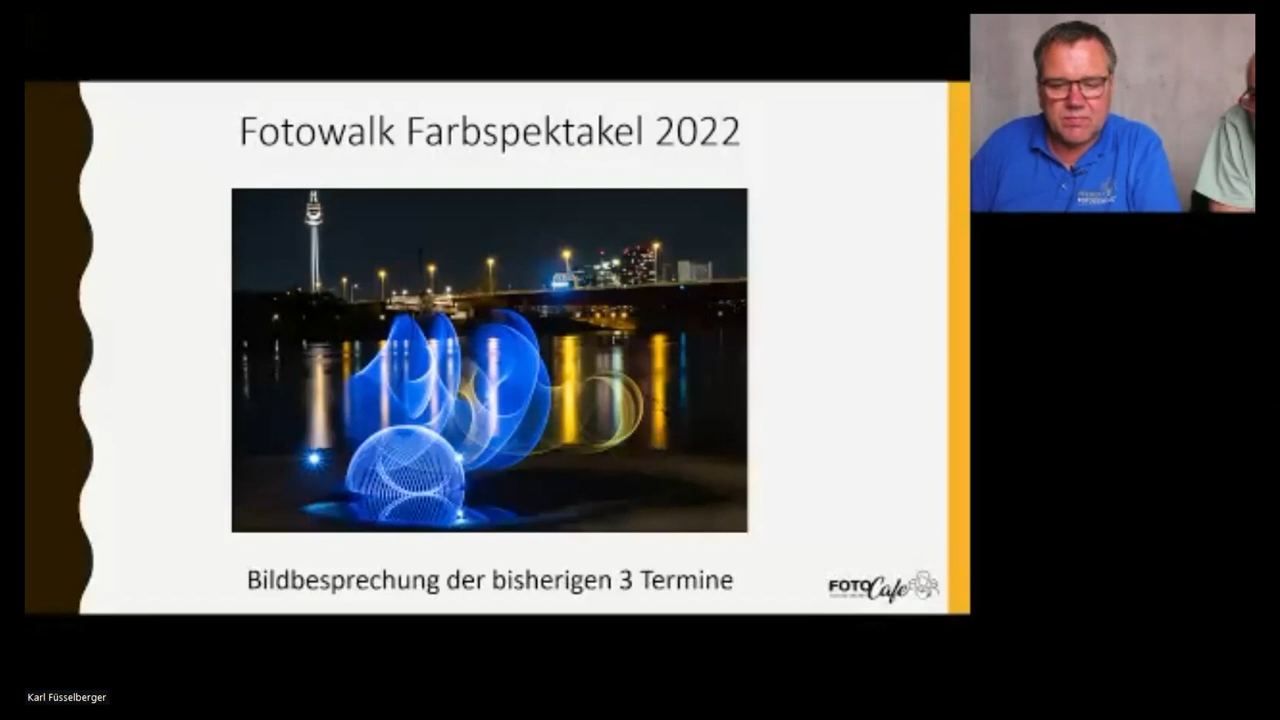 Fotowalk Farbspektakel 2022
Bildbesprechung der bisherigen 3 Termine
FOTO Cafe
Karl Füsselberger